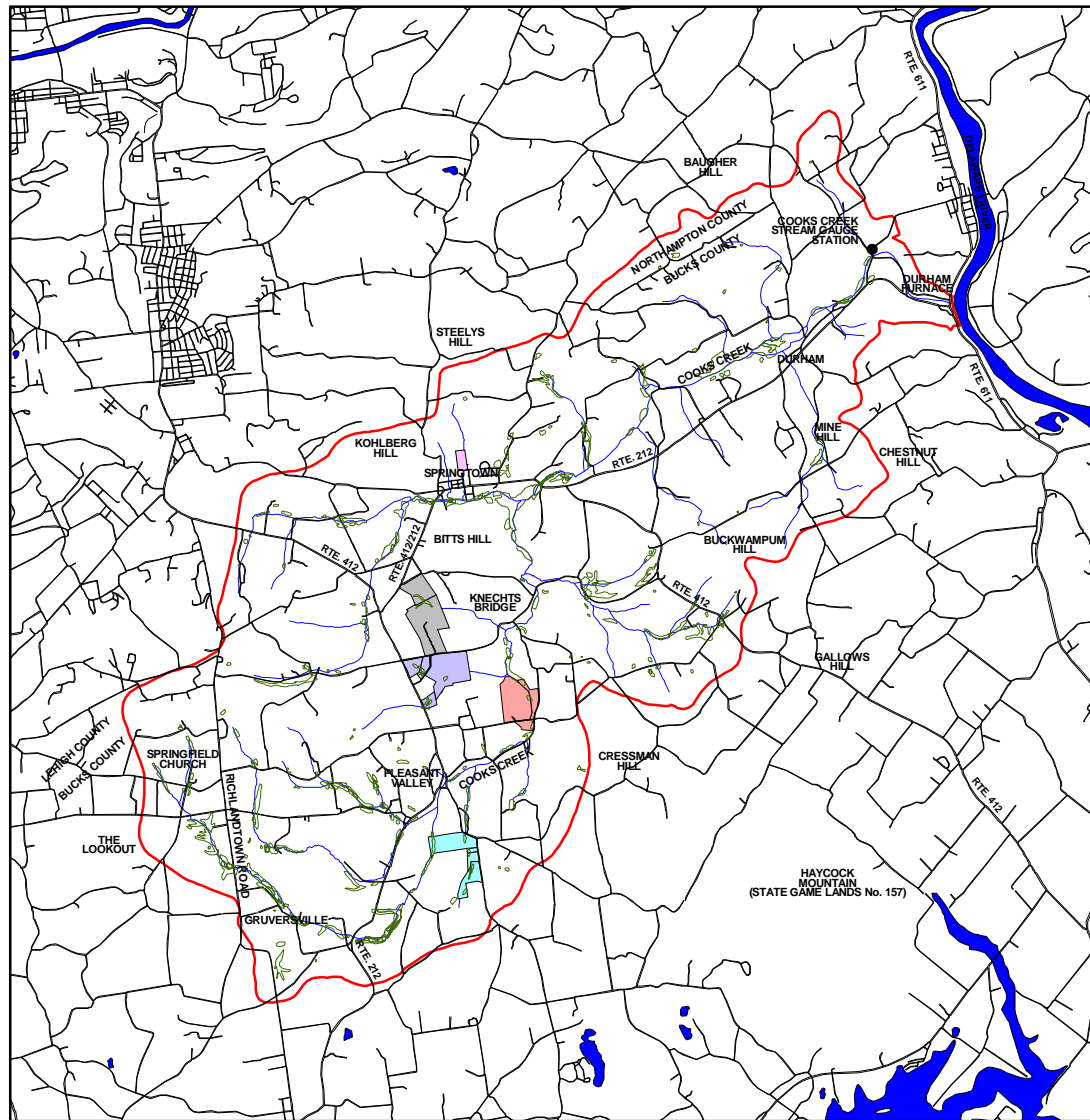 RTE. 611
BAUGHER
HILL
DELAWARE RIVER
COOKS CREEK
STREAM GAUGE
STATION
NORTHAMPTON COUNTY
BUCKS COUNTY
DURHAM
FURNACE
STEELYS
HILL
COOKS CREEK
DURHAM
RTE. 61
KOHLBERG
HILL
MINE
HILL
CHESTNUT
HILL
SPRINGTOWN
RTE. 212
BITTS HILL
RTE. 412/212
RTE. 412
BUCKWAMPUM
HILL
KNECHTS
BRIDGE
RTE. 412
GALLOWS
HILL
LEHIGH COUNTY
BUCKS COUNTY
SPRINGFIELD
CHURCH
PLEASANT
VALLEY
COOKS CREEK
CRESSMAN
HILL
RTE. 412
RICHLANDTOWN ROAD
THE
LOOKOUT
HAYCOCK
MOUNTAIN
(STATE GAME LANDS No. 157)
GRUVERSVILLE
RTE. 212